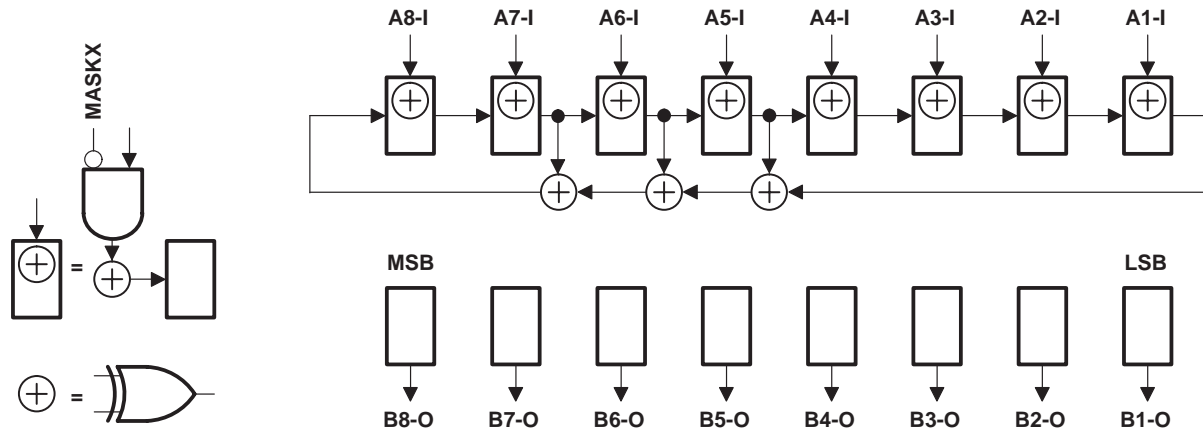 A8-I A7-I A6-I A5-I A4-I A3-I A2-I A1-I
MASKX
=
=
MSB LSB
B8-O B7-O B6-O B5-O B4-O B3-O B2-O B1-O